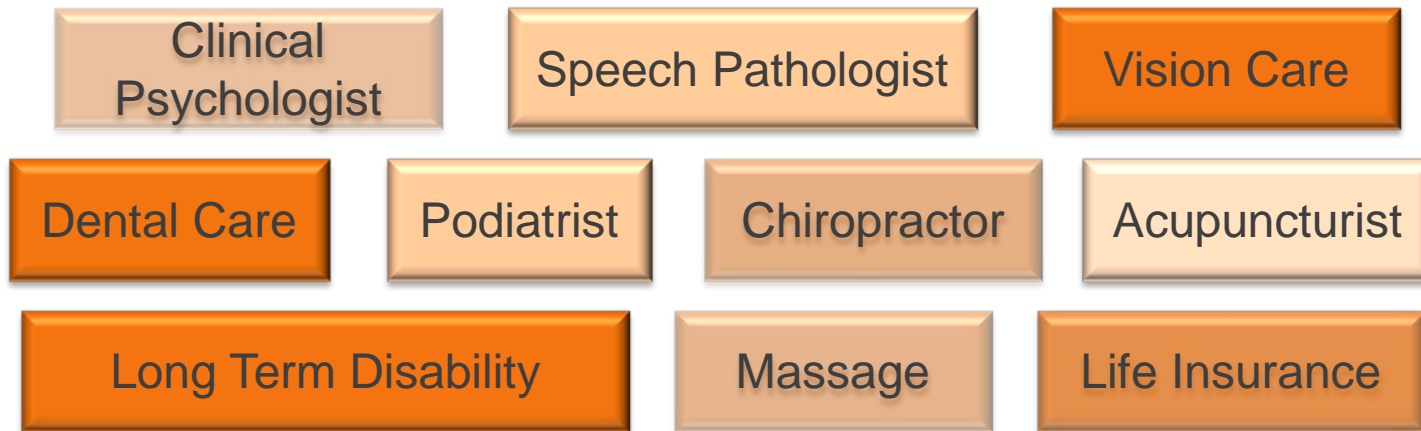 Clinical
Psychologist
Speech Pathologist
Vision Care
Dental Care
Podiatrist
Chiropractor
Acupuncturist
Long Term Disability
Massage
Life Insurance